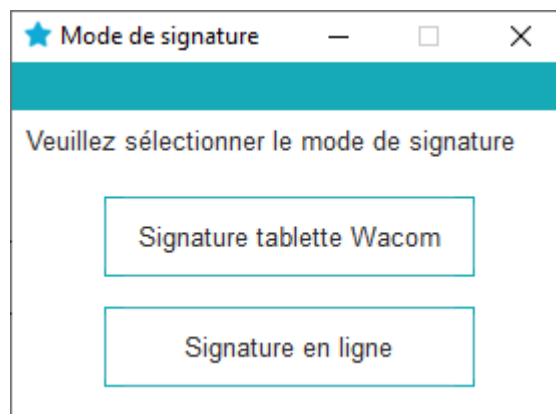 Mode de signature
Veuillez sélectionner le mode de signature
Signature tablette Wacom
Signature en ligne